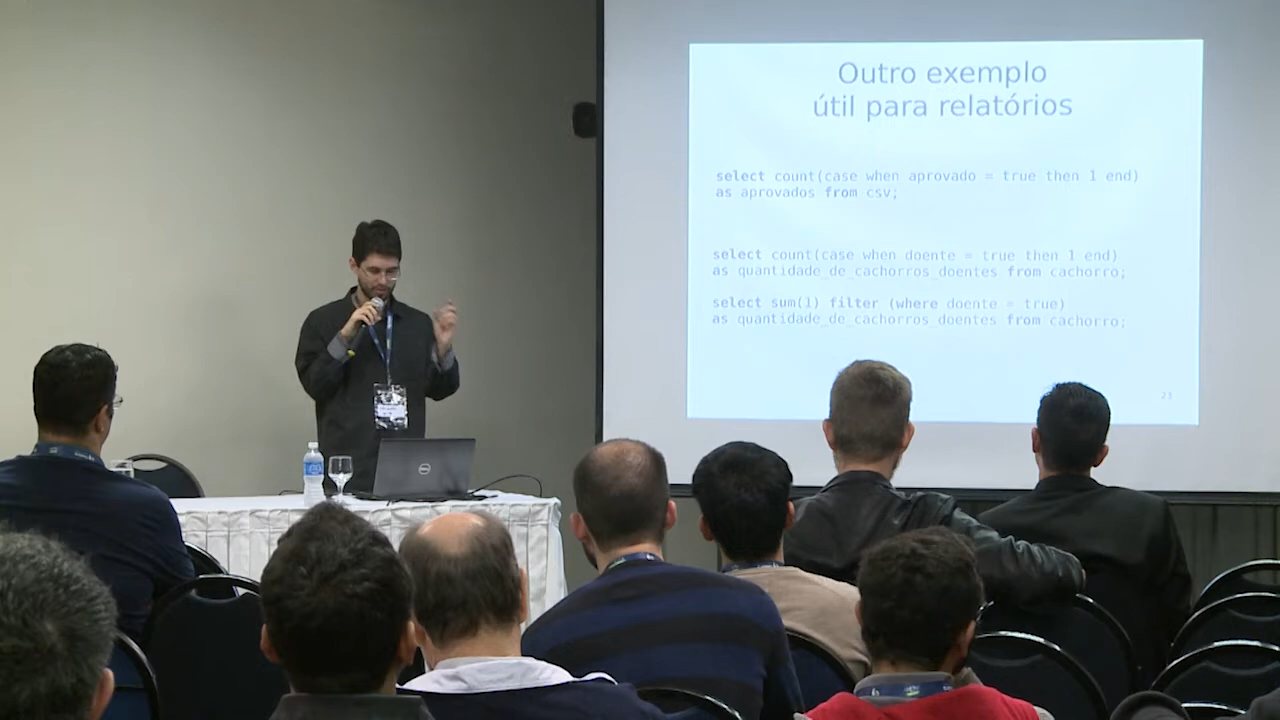 Outro exemplo
útil para relatórios
select count(case when aprovado = true then 1 end)
as aprovados from csv;
select count(case when doente = true then 1 end)
as quantidade_de_cachorros_doentes from cachorro;
select sum(1) filter (where doente = true)
as quantidade_de_cachorros_doentes from cachorro;
23
DELL